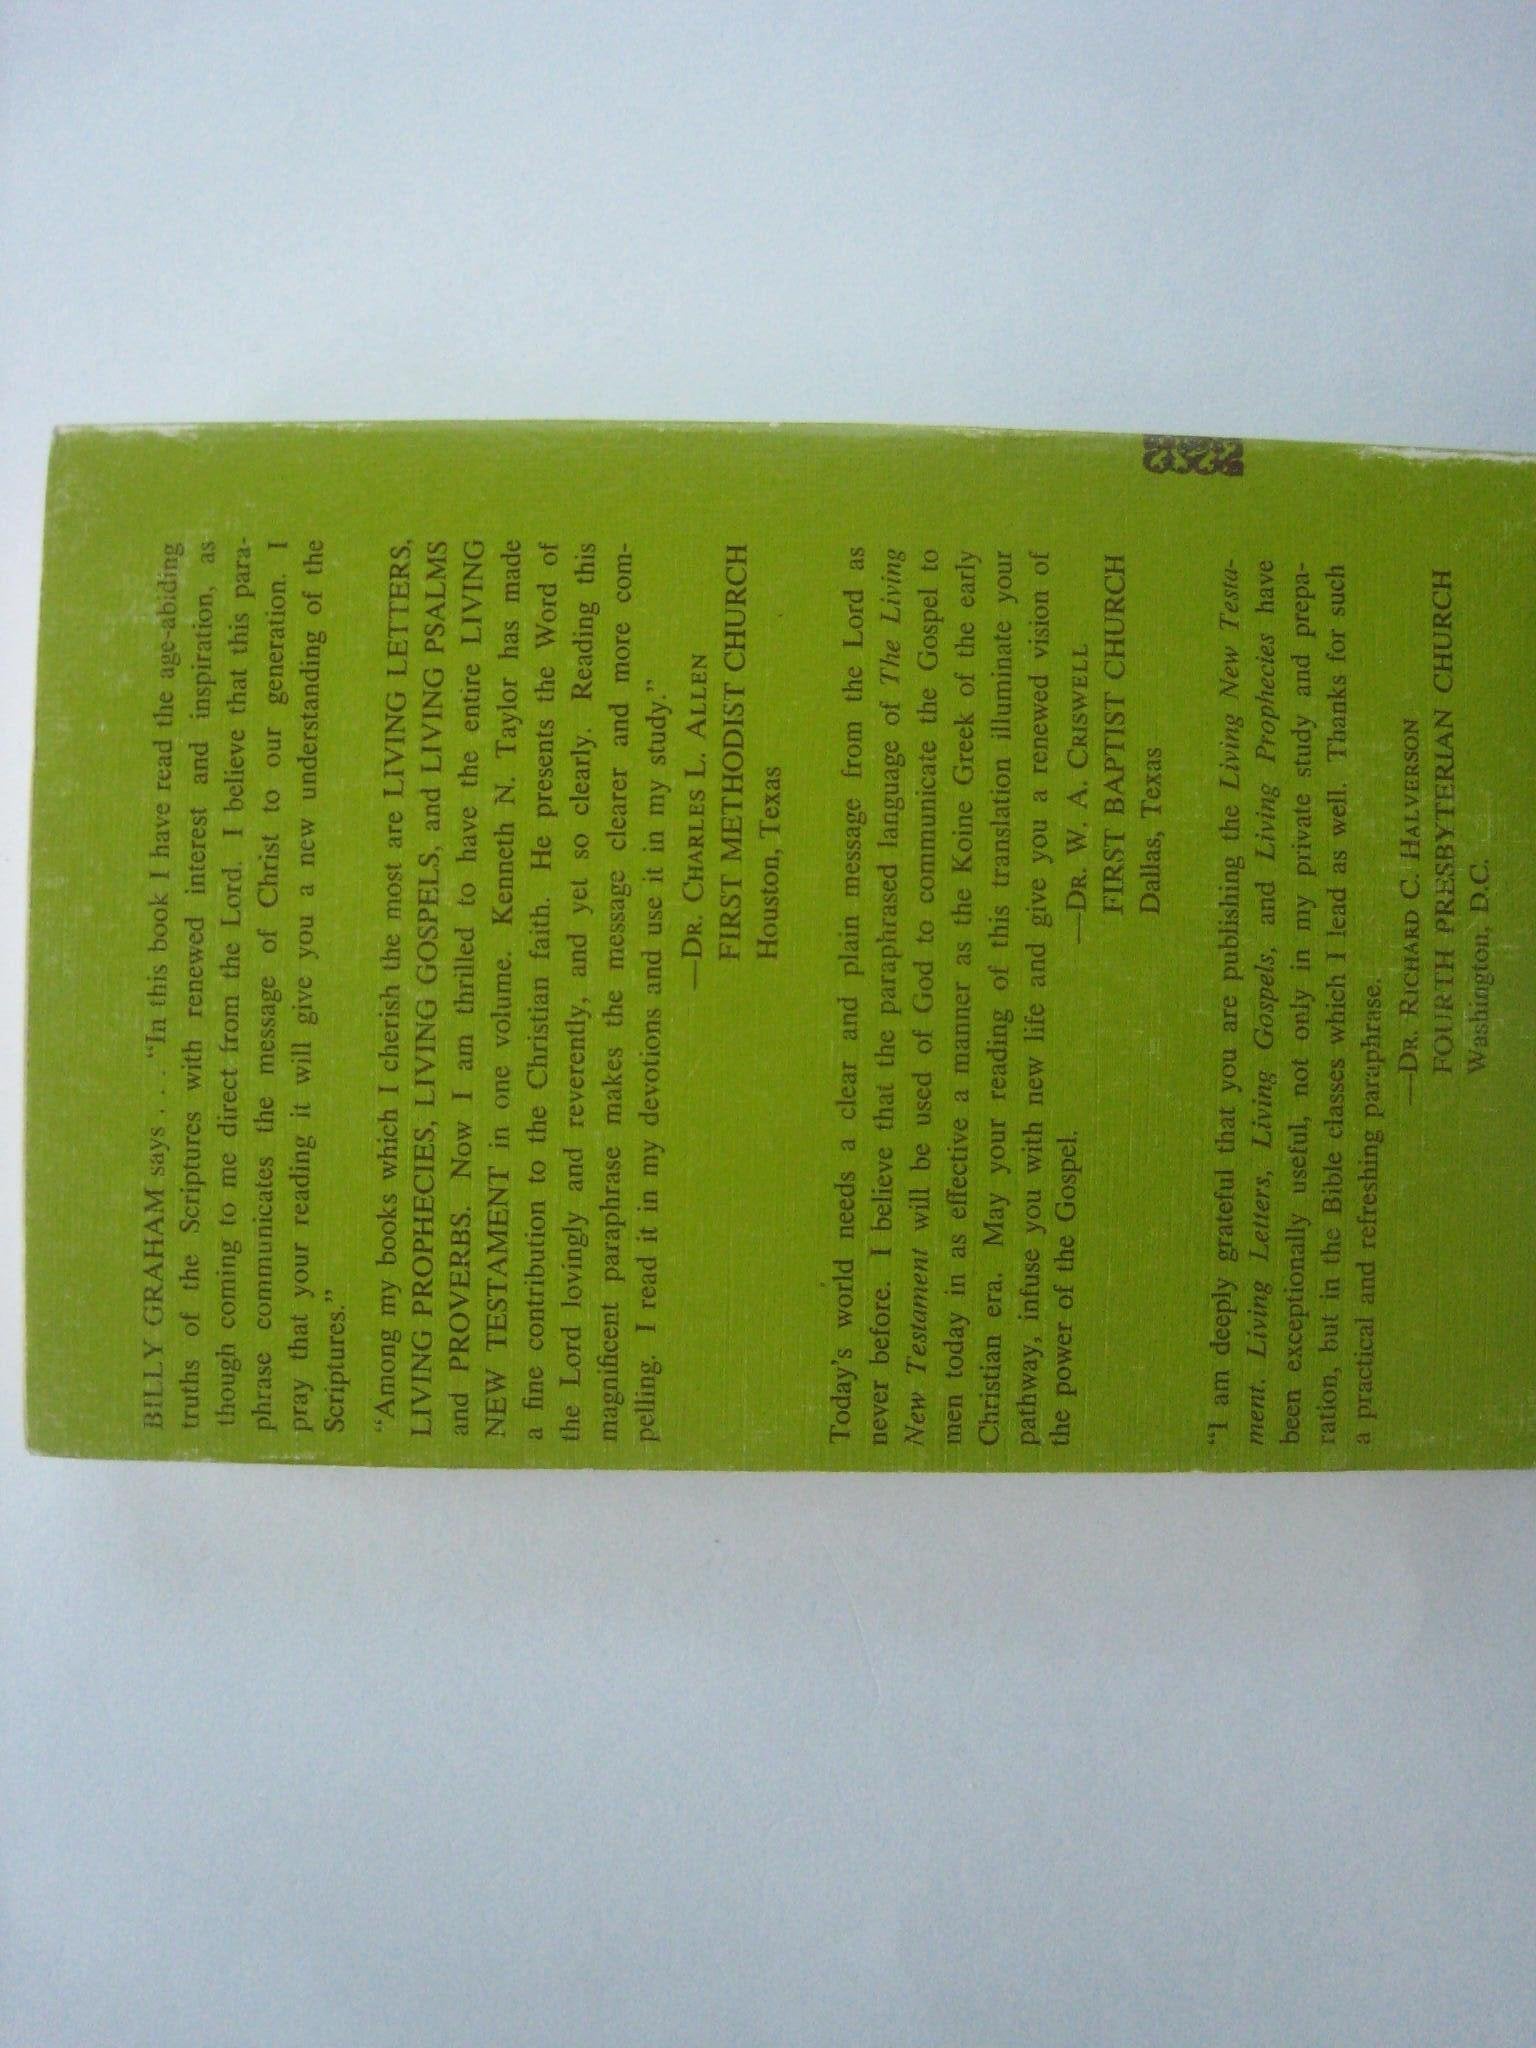 BILLY GRAHAM says . . . "In this book I have read the age-abiding
truths of the Scriptures with renewed interest and inspiration, as
though coming to me direct from the Lord. I believe that this para-
phrase communicates the message of Christ to our generation. I
pray that your reading it will give you a new understanding of the
Scriptures."
"Among my books which I cherish the most are LIVING LETTERS,
LIVING PROPHECIES, LIVING GOSPELS, and LIVING PSALMS
and PROVERBS. Now I am thrilled to have the entire LIVING
NEW TESTAMENT in one volume. Kenneth N. Taylor has made
a fine contribution to the Christian faith. He presents the Word of
the Lord lovingly and reverently, and yet so clearly. Reading this
magnificent paraphrase makes the message clearer and more com-
pelling. I read it in my devotions and use it in my study."
—DR. CHARLES L. ALLEN
FIRST METHODIST CHURCH
Houston, Texas
Today's world needs a clear and plain message from the Lord as
never before. I believe that the paraphrased language of The Living
New Testament will be used of God to communicate the Gospel to
men today in as effective a manner as the Koine Greek of the early
Christian era. May your reading of this translation illuminate your
pathway, infuse you with new life and give you a renewed vision of
the power of the Gospel.
—DR. W. A. CRISWELL
FIRST BAPTIST CHURCH
Dallas, Texas
"I am deeply grateful that you are publishing the Living New Testa-
ment. Living Letters, Living Gospels, and Living Prophecies have
been exceptionally useful, not only in my private study and prepa-
ration, but in the Bible classes which I lead as well. Thanks for such
a practical and refreshing paraphrase.
—DR. RICHARD C. HALVERSON
FOURTH PRESBYTERIAN CHURCH
Washington, D.C.